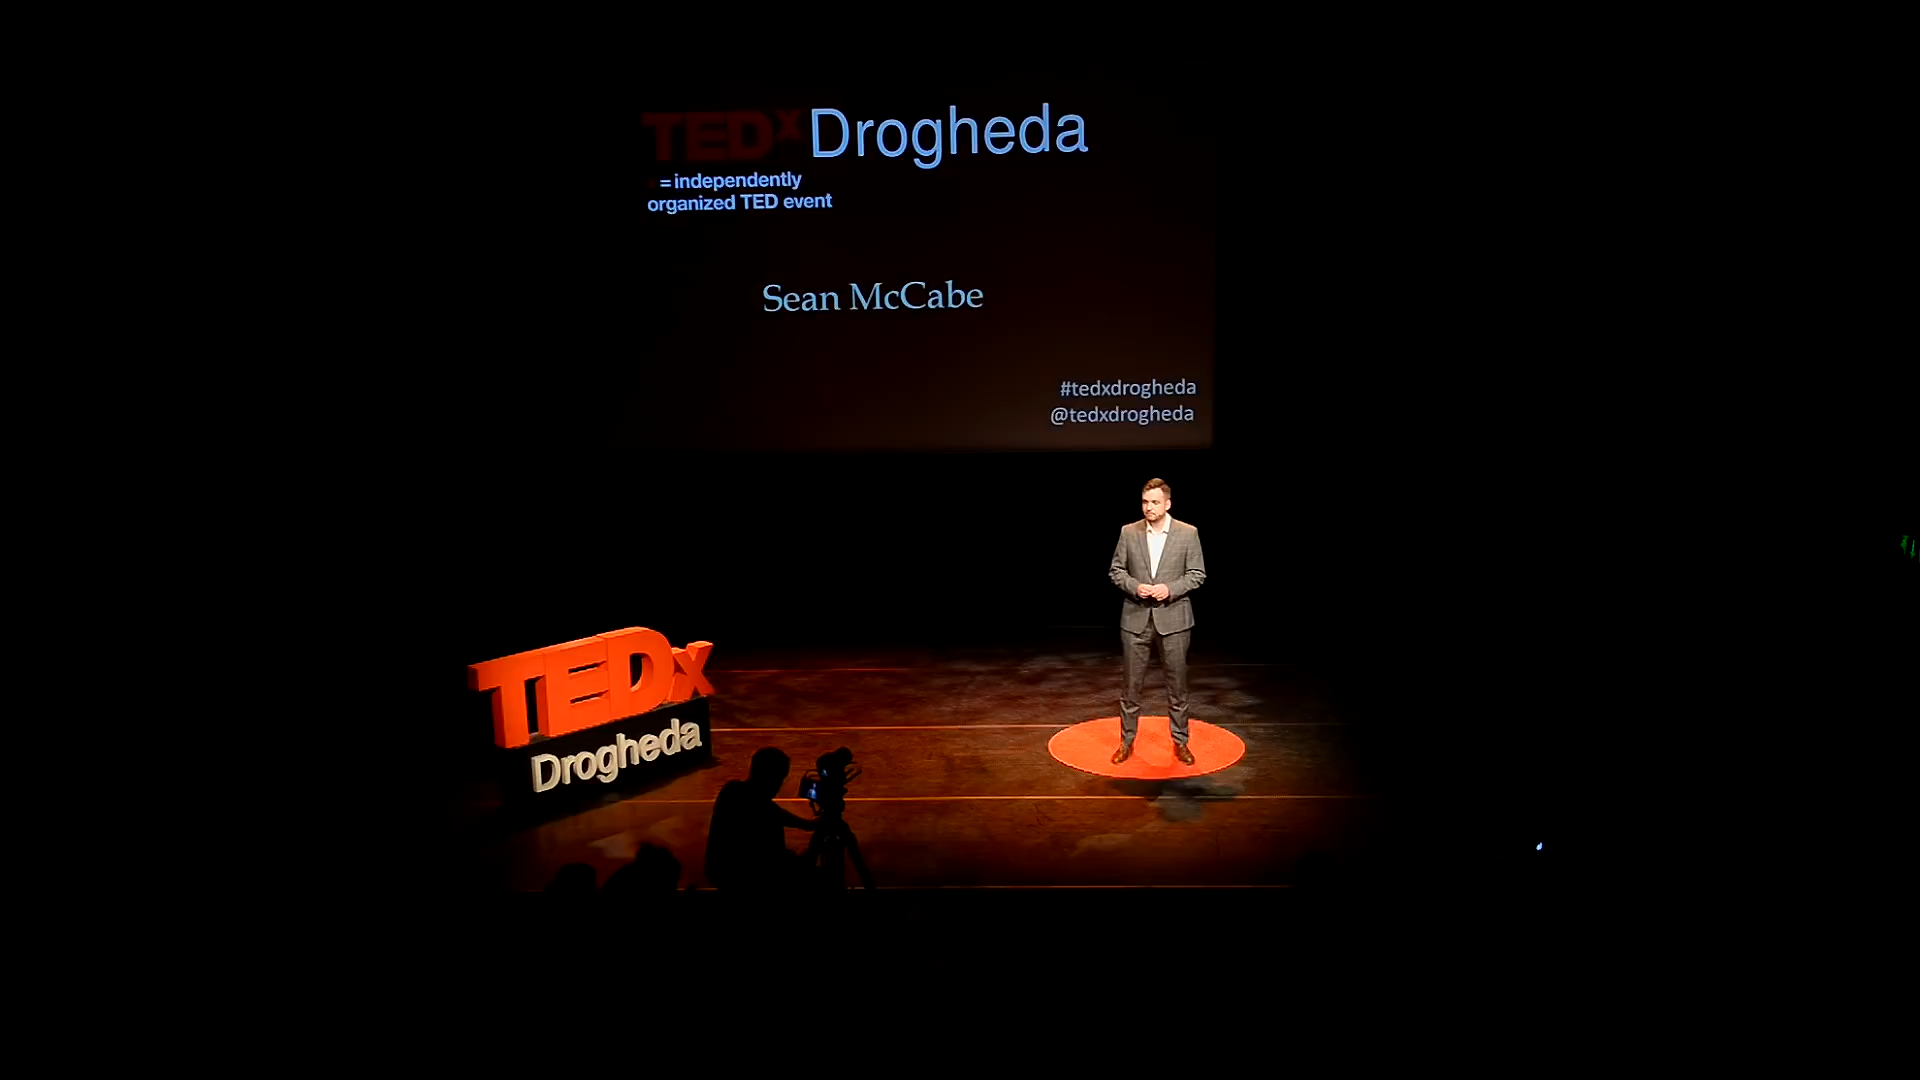 TEDx Drogheda
= independently
organized TED event
Sean McCabe
#tedxdrogheda
@tedxdrogheda
TEDx
Drogheda